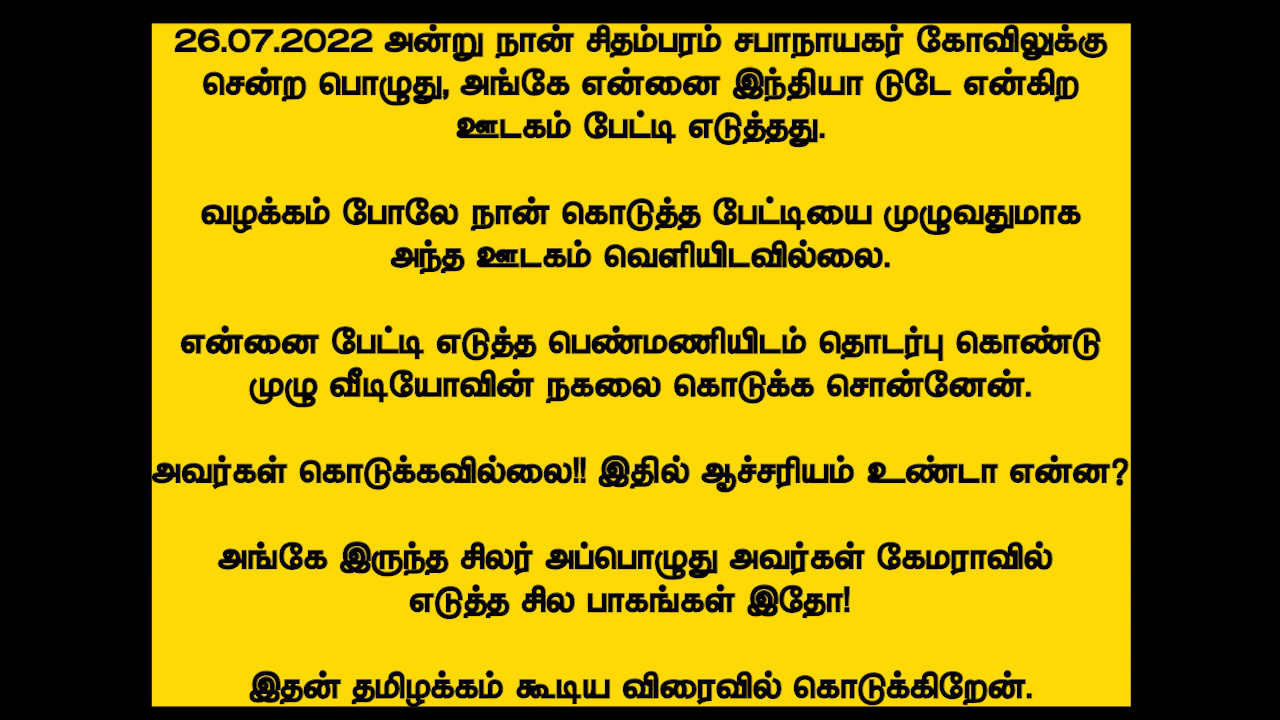 26.07.2022 அன்று நான் சிதம்பரம் சபாநாயகர் கோவிலுக்கு
சென்ற பொழுது, அங்கே என்னை இந்தியா டுடே என்கிற
ஊடகம் பேட்டி எடுத்தது.
வழக்கம் போலே நான் கொடுத்த பேட்டியை முழுவதுமாக
அந்த ஊடகம் வெளியிடவில்லை.
என்னை பேட்டி எடுத்த பெண்மணியிடம் தொடர்பு கொண்டு
முழு வீடியோவின் நகலை கொடுக்க சொன்னேன்.
அவர்கள் கொடுக்கவில்லை!! இதில் ஆச்சரியம் உண்டா என்ன?
அங்கே இருந்த சிலர் அப்பொழுது அவர்கள் கேமராவில்
எடுத்த சில பாகங்கள் இதோ!
இதன் தமிழக்கம் கூடிய விரைவில் கொடுக்கிறேன்.